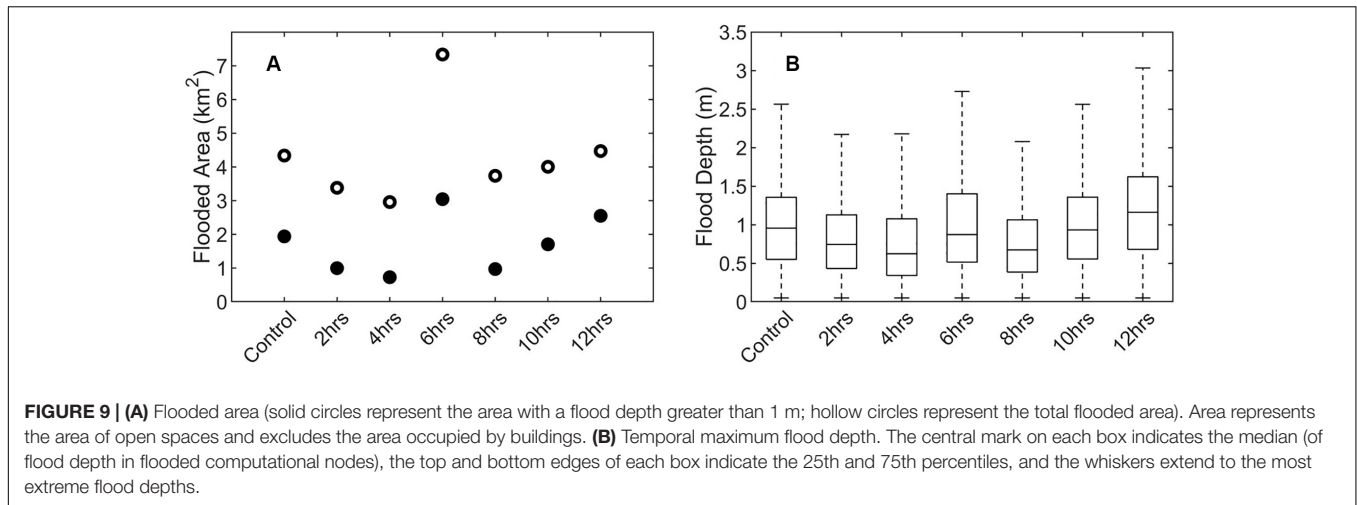 A
Flooded Area (km²)
7
6
5
4
3
2
1
0
Control
2hrs
4hrs
6hrs
8hrs
10hrs
12hrs
B
Flood Depth (m)
3.5
3
2.5
2
1.5
1
0.5
0
Control
2hrs
4hrs
6hrs
8hrs
10hrs
12hrs
FIGURE 9 | (A) Flooded area (solid circles represent the area with a flood depth greater than 1 m; hollow circles represent the total flooded area). Area represents
the area of open spaces and excludes the area occupied by buildings. (B) Temporal maximum flood depth. The central mark on each box indicates the median (of
flood depth in flooded computational nodes), the top and bottom edges of each box indicate the 25th and 75th percentiles, and the whiskers extend to the most
extreme flood depths.